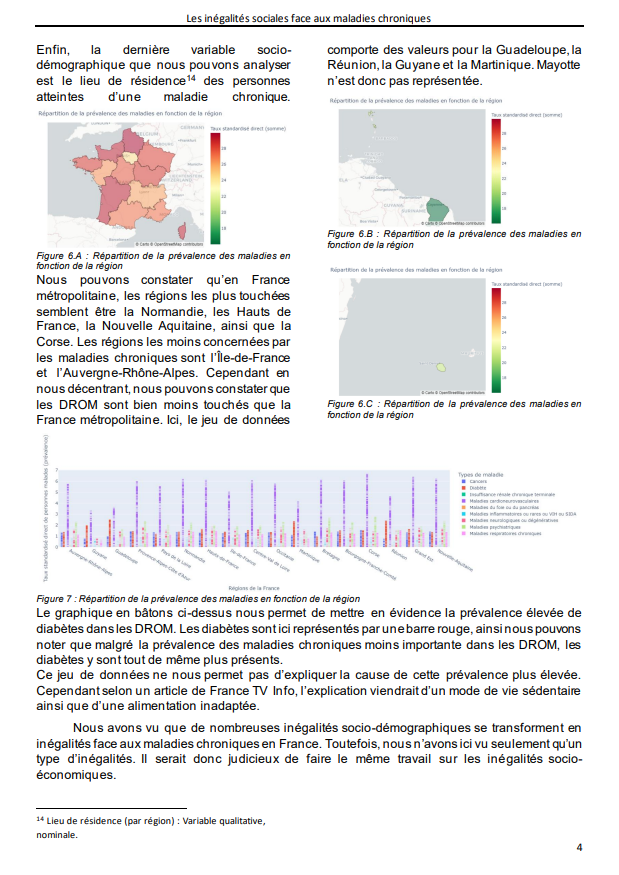 Les inégalités sociales face aux maladies chroniques
Enfin, la dernière variable socio-
démographique que nous pouvons analyser
est le lieu de résidence¹⁴ des personnes
atteintes d'une maladie chronique.
Répartition de la prévalence des maladies en fonction de la région
Taux standardisé direct (somme)
Figure 6.A : Répartition de la prévalence des maladies en
fonction de la région
Nous pouvons constater qu'en France
métropolitaine, les régions les plus touchées
semblent être la Normandie, les Hauts de
France, la Nouvelle Aquitaine, ainsi que la
Corse. Les régions les moins concernées par
les maladies chroniques sont l'Île-de-France
et l'Auvergne-Rhône-Alpes. Cependant en
nous décentrant, nous pouvons constater que
les DROM sont bien moins touchés que la
France métropolitaine. Ici, le jeu de données
comporte des valeurs pour la Guadeloupe, la
Réunion, la Guyane et la Martinique. Mayotte
n'est donc pas représentée.
Répartition de la prévalence des maladies en fonction de la région
Taux standardisé direct (somme)
© Carto © OpenStreetMap contributors
Figure 6.B : Répartition de la prévalence des maladies en
fonction de la région
Répartition de la prévalence des maladies en fonction de la région
Taux standardisé direct (somme)
© Carto © OpenStreetMap contributors
Figure 6.C : Répartition de la prévalence des maladies en
fonction de la région
Taux standardisé direct de personnes malades (prévalence)
7
6
5
4
3
2
1
0
Auvergne-Rhône-Alpes
Guyane
Guadeloupe
Provence-Alpes-Côte d'Azur
Pays de la Loire
Normandie
Hauts-de-France
Île-de-France
Centre-Val de Loire
Occitanie
Martinique
Bretagne
Bourgogne-Franche-Comté
Corse
Réunion
Grand Est
Nouvelle-Aquitaine
Régions de la France
Types de maladie
Cancers
Diabète
Insuffisance rénale chronique terminale
Maladies cardioneurovasculaires
Maladies du foie ou du pancréas
Maladies inflammatoires ou rares ou VIH ou SIDA
Maladies neurologiques ou dégénératives
Maladies psychiatriques
Maladies respiratoires chroniques
Figure 7 : Répartition de la prévalence des maladies en fonction de la région
Le graphique en bâtons ci-dessus nous permet de mettre en évidence la prévalence élevée de
diabètes dans les DROM. Les diabètes sont ici représentés par une barre rouge, ainsi nous pouvons
noter que malgré la prévalence des maladies chroniques moins importante dans les DROM, les
diabètes y sont tout de même plus présents.
Ce jeu de données ne nous permet pas d'expliquer la cause de cette prévalence plus élevée.
Cependant selon un article de France TV Info, l'explication viendrait d'un mode de vie sédentaire
ainsi que d'une alimentation inadaptée.
Nous avons vu que de nombreuses inégalités socio-démographiques se transforment en
inégalités face aux maladies chroniques en France. Toutefois, nous n'avons ici vu seulement qu'un
type d'inégalités. Il serait donc judicieux de faire le même travail sur les inégalités socio-
économiques.
¹⁴ Lieu de résidence (par région) : Variable qualitative,
nominale.
4